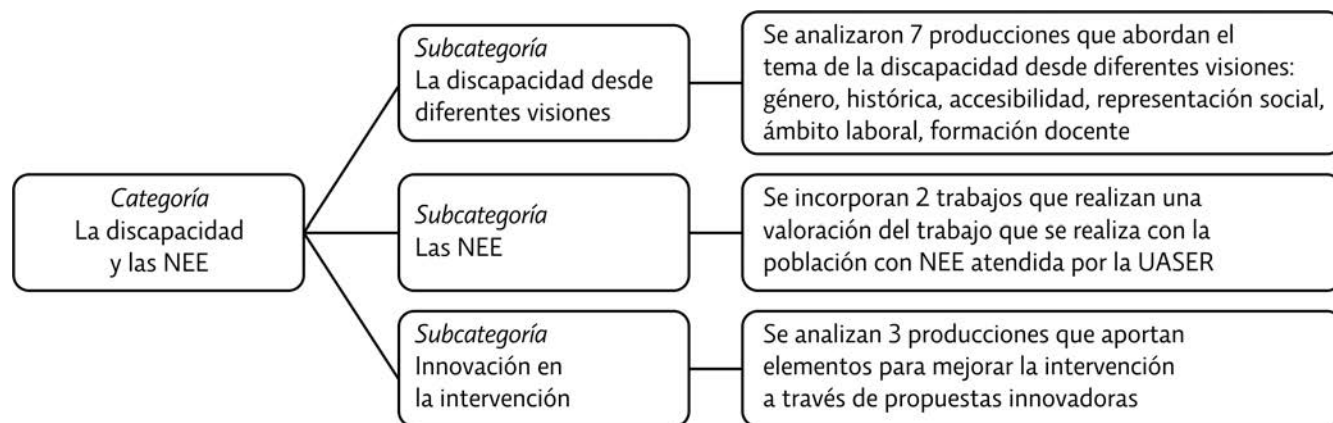 Subcategoría
La discapacidad desde
diferentes visiones
Se analizaron 7 producciones que abordan el
tema de la discapacidad desde diferentes visiones:
género, histórica, accesibilidad, representación social,
ámbito laboral, formación docente
Categoría
La discapacidad
y las NEE
Subcategoría
Las NEE
Se incorporan 2 trabajos que realizan una
valoración del trabajo que se realiza con la
población con NEE atendida por la UASER
Subcategoría
Innovación en
la intervención
Se analizan 3 producciones que aportan
elementos para mejorar la intervención
a través de propuestas innovadoras